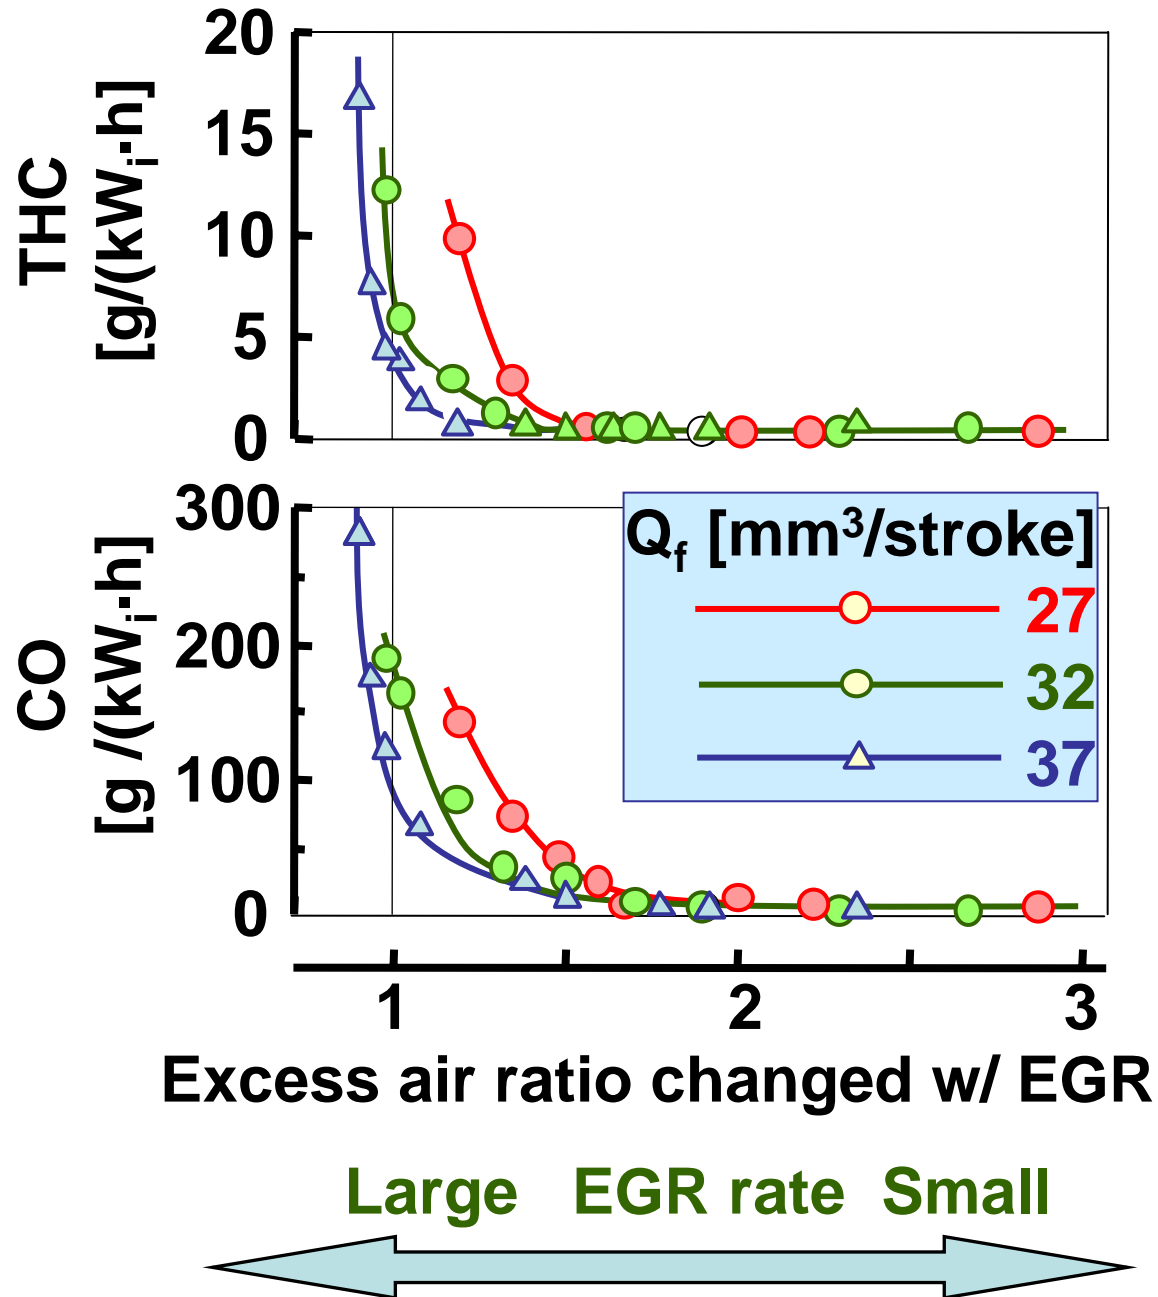 20
15
10
5
0
THC
[g/(kWi·h]
300
200
100
0
CO
[g /(kWi·h]
Qf [mm³/stroke]
27
32
37
1 2 3
Excess air ratio changed w/ EGR
Large EGR rate Small